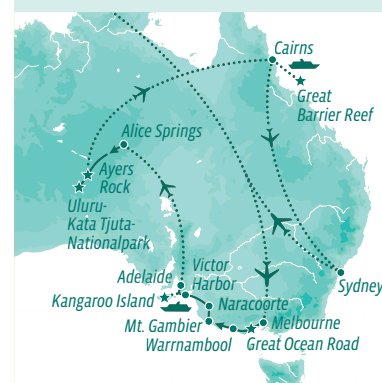 Cairns
Great
Barrier Reef
Alice Springs
Ayers
Rock
Uluru-
Kata Tjuta-
Nationalpark
Adelaide
Victor
Harbor
Kangaroo Island
Naracoorte
Sydney
Mt. Gambier
Melbourne
Warrnambool
Great Ocean Road